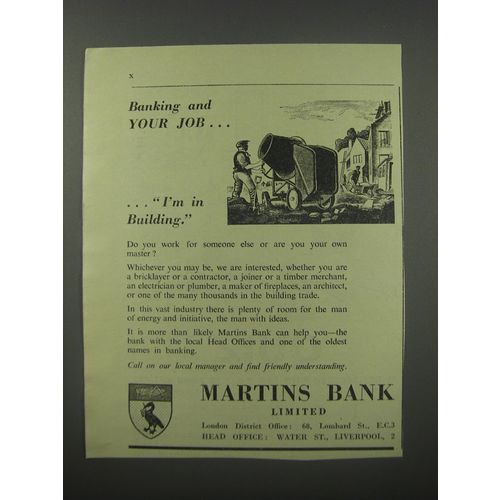 x
Banking and
YOUR JOB . . .
. . . "I'm in
Building."
Do you work for someone else or are you your own
master ?
Whichever you may be, we are interested, whether you are
a bricklayer or a contractor, a joiner or a timber merchant,
an electrician or plumber, a maker of fireplaces, an architect,
or one of the many thousands in the building trade.
In this vast industry there is plenty of room for the man
of energy and initiative, the man with ideas.
It is more than likely Martins Bank can help you—the
bank with the local Head Offices and one of the oldest
names in banking.
Call on our local manager and find friendly understanding.
MARTINS BANK
LIMITED
London District Office: 68, Lombard St., E.C.3
HEAD OFFICE: WATER ST., LIVERPOOL, 2